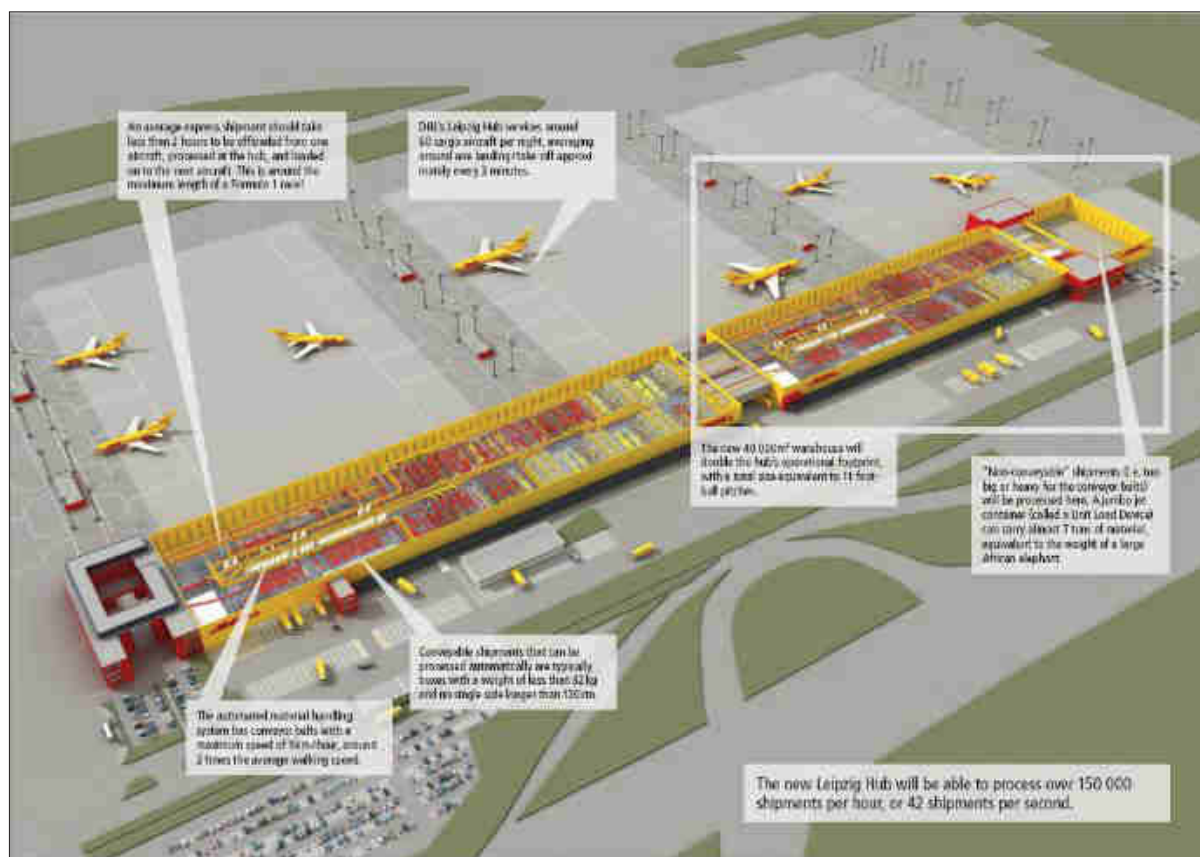 An average express shipment should take
less than 2 hours to be offloaded from one
aircraft, processed at the hub, and loaded
on to the next aircraft. This is around the
maximum length of a Formula 1 race!
DHL's Leipzig Hub services around
60 cargo aircraft per night, averaging
around one landing/take off approxi
mately every 3 minutes.
The new 40 000m² warehouse will
double the hub's operational footprint,
with a total size equivalent to 11 foot-
ball pitches.
"Non-conveyable" shipments (i.e. too
big or heavy for the conveyor belts)
will be processed here. A jumbo jet
container (called a Unit Load Device)
can carry almost 7 tons of material,
equivalent to the weight of a large
African elephant.
Conveyable shipments that can be
processed automatically are typically
boxes with a weight of less than 32 kg
and no single side longer than 120 cm
The automated material handling
system has conveyor belts with a
maximum speed of km/hour, around
times the average walking speed.
The new Leipzig Hub will be able to process over 150 000
shipments per hour, or 42 shipments per second.